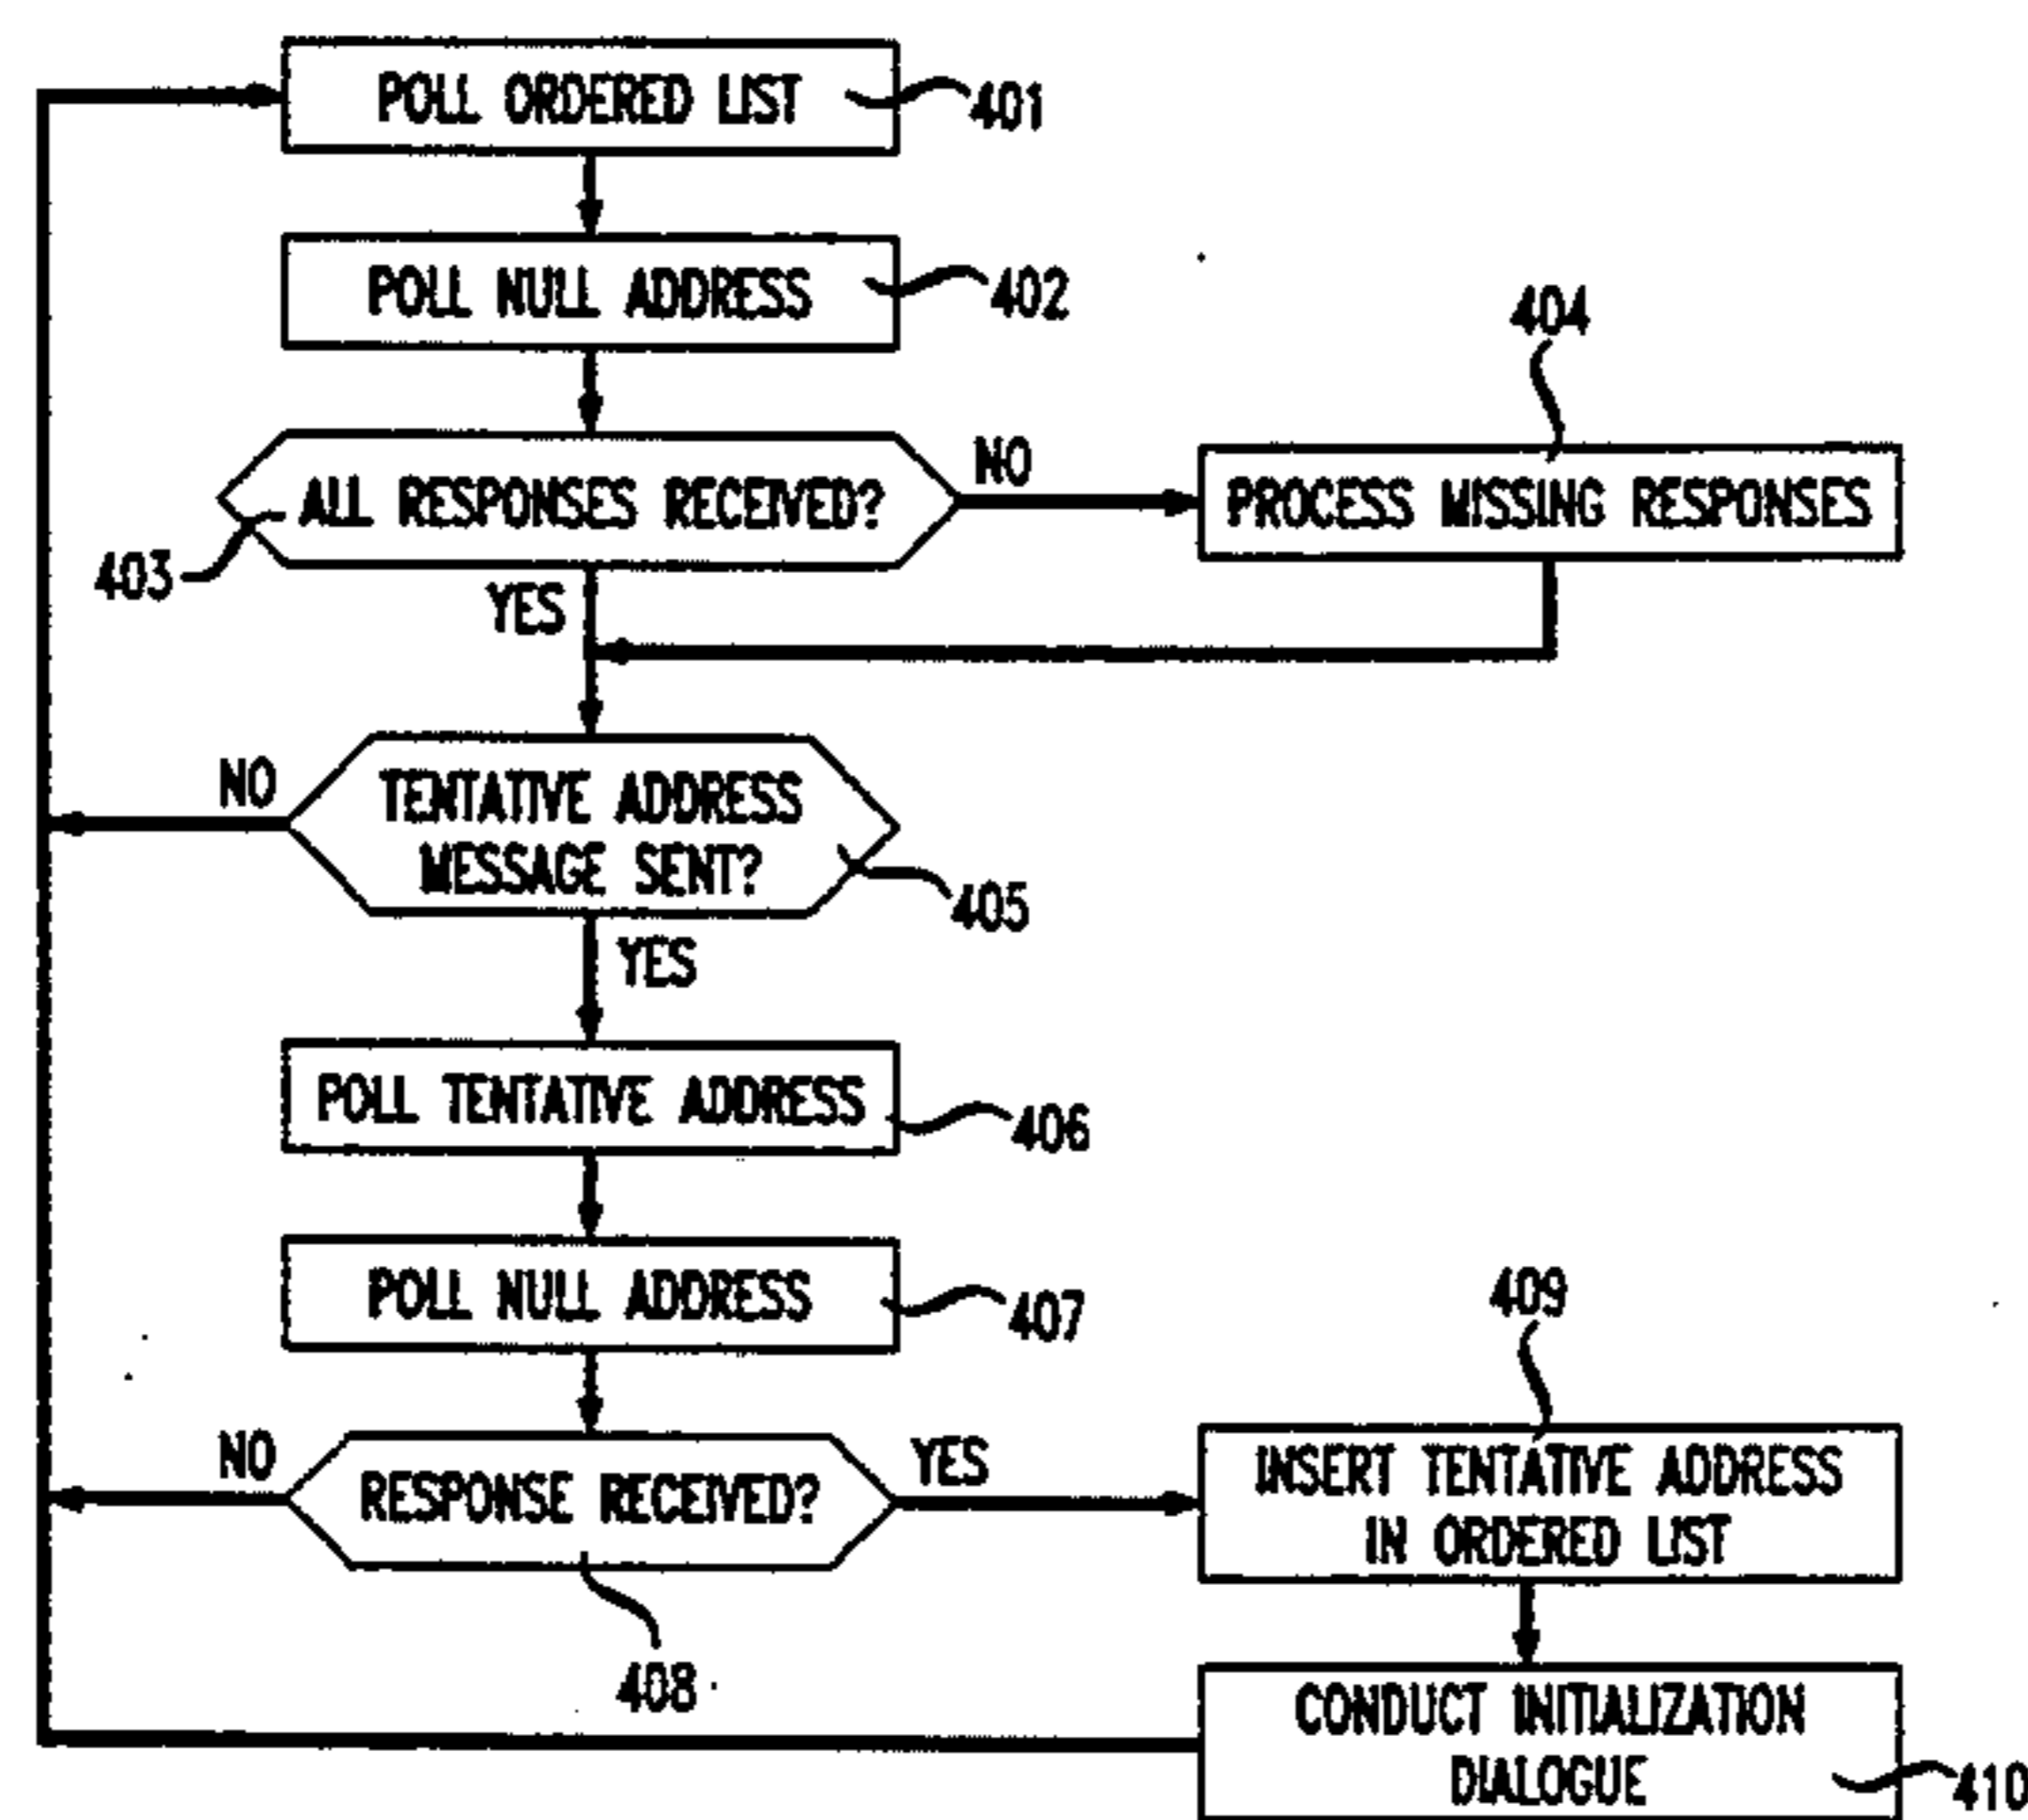 POLL ORDERED LIST
401
POLL NULL ADDRESS
402
404
ALL RESPONSES RECEIVED?
NO
PROCESS MISSING RESPONSES
403
YES
NO
TENTATIVE ADDRESS
MESSAGE SENT?
405
YES
POLL TENTATIVE ADDRESS
406
POLL NULL ADDRESS
407
409
NO
RESPONSE RECEIVED?
YES
INSERT TENTATIVE ADDRESS
IN ORDERED LIST
408
CONDUCT INITIALIZATION
DIALOGUE
410